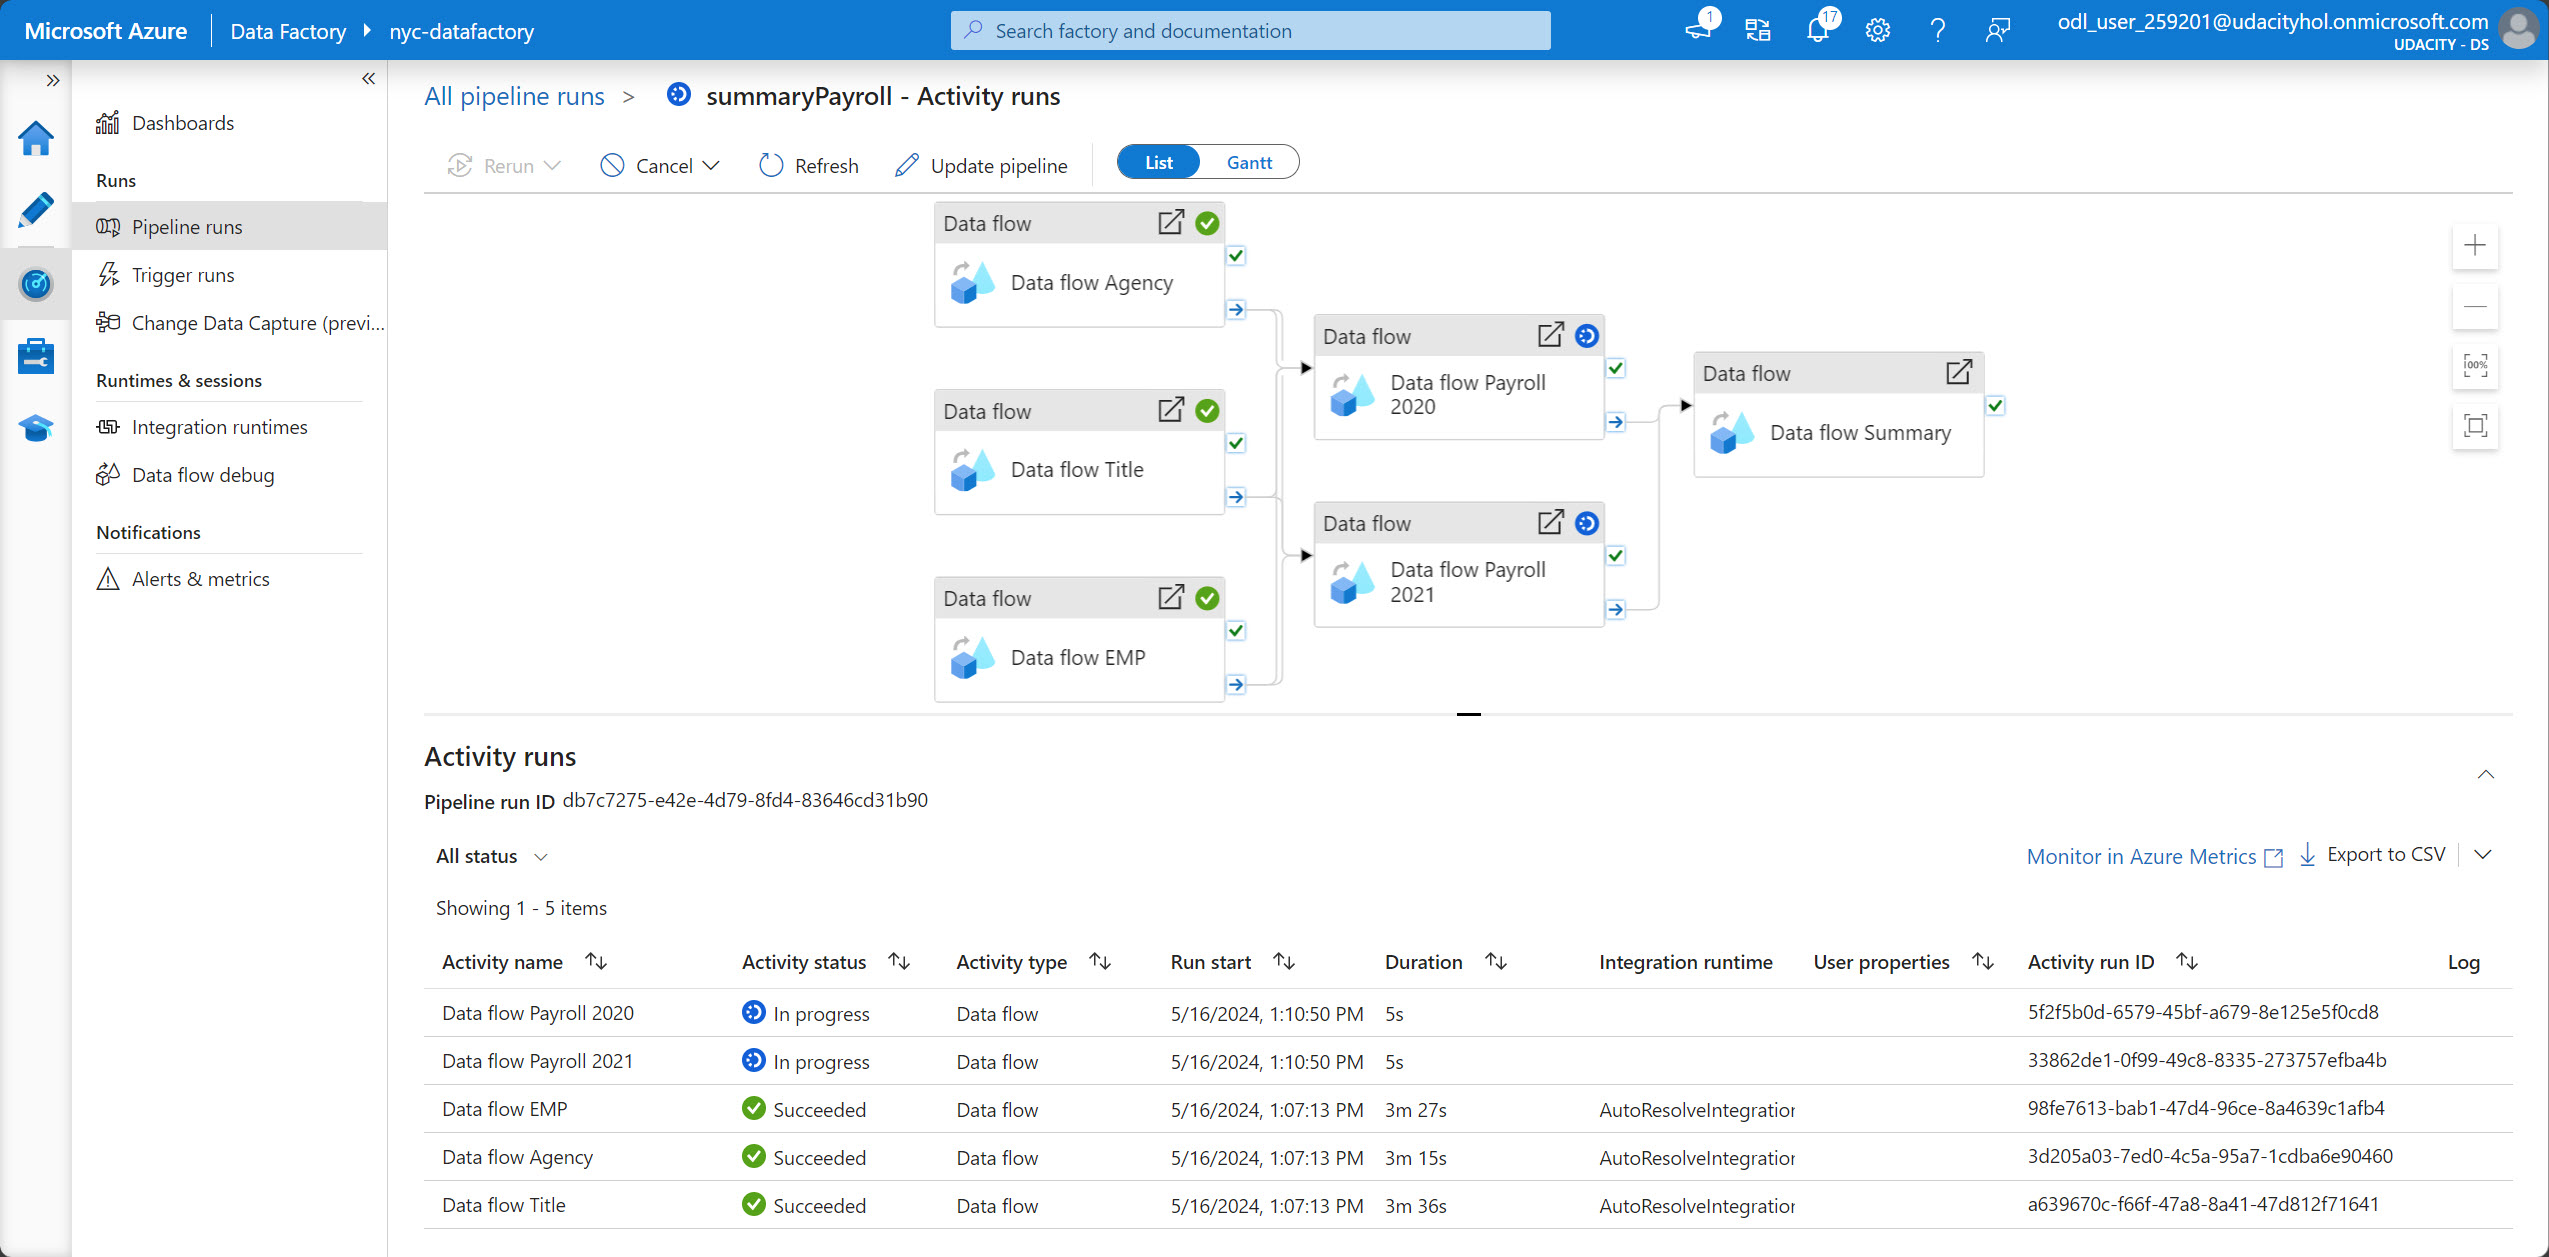 Microsoft Azure
Data Factory
nyc-datafactory
Search factory and documentation
1
17
odl_user_259201@udacityhol.onmicrosoft.com
UDACITY - DS
Dashboards
Runs
Pipeline runs
Trigger runs
Change Data Capture (previ...
Runtimes & sessions
Integration runtimes
Data flow debug
Notifications
Alerts & metrics
All pipeline runs > summaryPayroll - Activity runs
Rerun Cancel Refresh Update pipeline List Gantt
Data flow
Data flow Agency
Data flow
Data flow Title
Data flow
Data flow EMP
Data flow
Data flow Payroll
2020
Data flow
Data flow Payroll
2021
Data flow
Data flow Summary
100%
Activity runs
Pipeline run ID db7c7275-e42e-4d79-8fd4-83646cd31b90
All status
Monitor in Azure Metrics Export to CSV
Showing 1 - 5 items
Activity name Activity status Activity type Run start Duration Integration runtime User properties Activity run ID Log
Data flow Payroll 2020 In progress Data flow 5/16/2024, 1:10:50 PM 5s 5f2f5b0d-6579-45bf-a679-8e125e5f0cd8
Data flow Payroll 2021 In progress Data flow 5/16/2024, 1:10:50 PM 5s 33862de1-0f99-49c8-8335-273757efba4b
Data flow EMP Succeeded Data flow 5/16/2024, 1:07:13 PM 3m 27s AutoResolveIntegration 98fe7613-bab1-47d4-96ce-8a4639c1afb4
Data flow Agency Succeeded Data flow 5/16/2024, 1:07:13 PM 3m 15s AutoResolveIntegration 3d205a03-7ed0-4c5a-95a7-1cdba6e90460
Data flow Title Succeeded Data flow 5/16/2024, 1:07:13 PM 3m 36s AutoResolveIntegration a639670c-f66f-47a8-8a41-47d812f71641